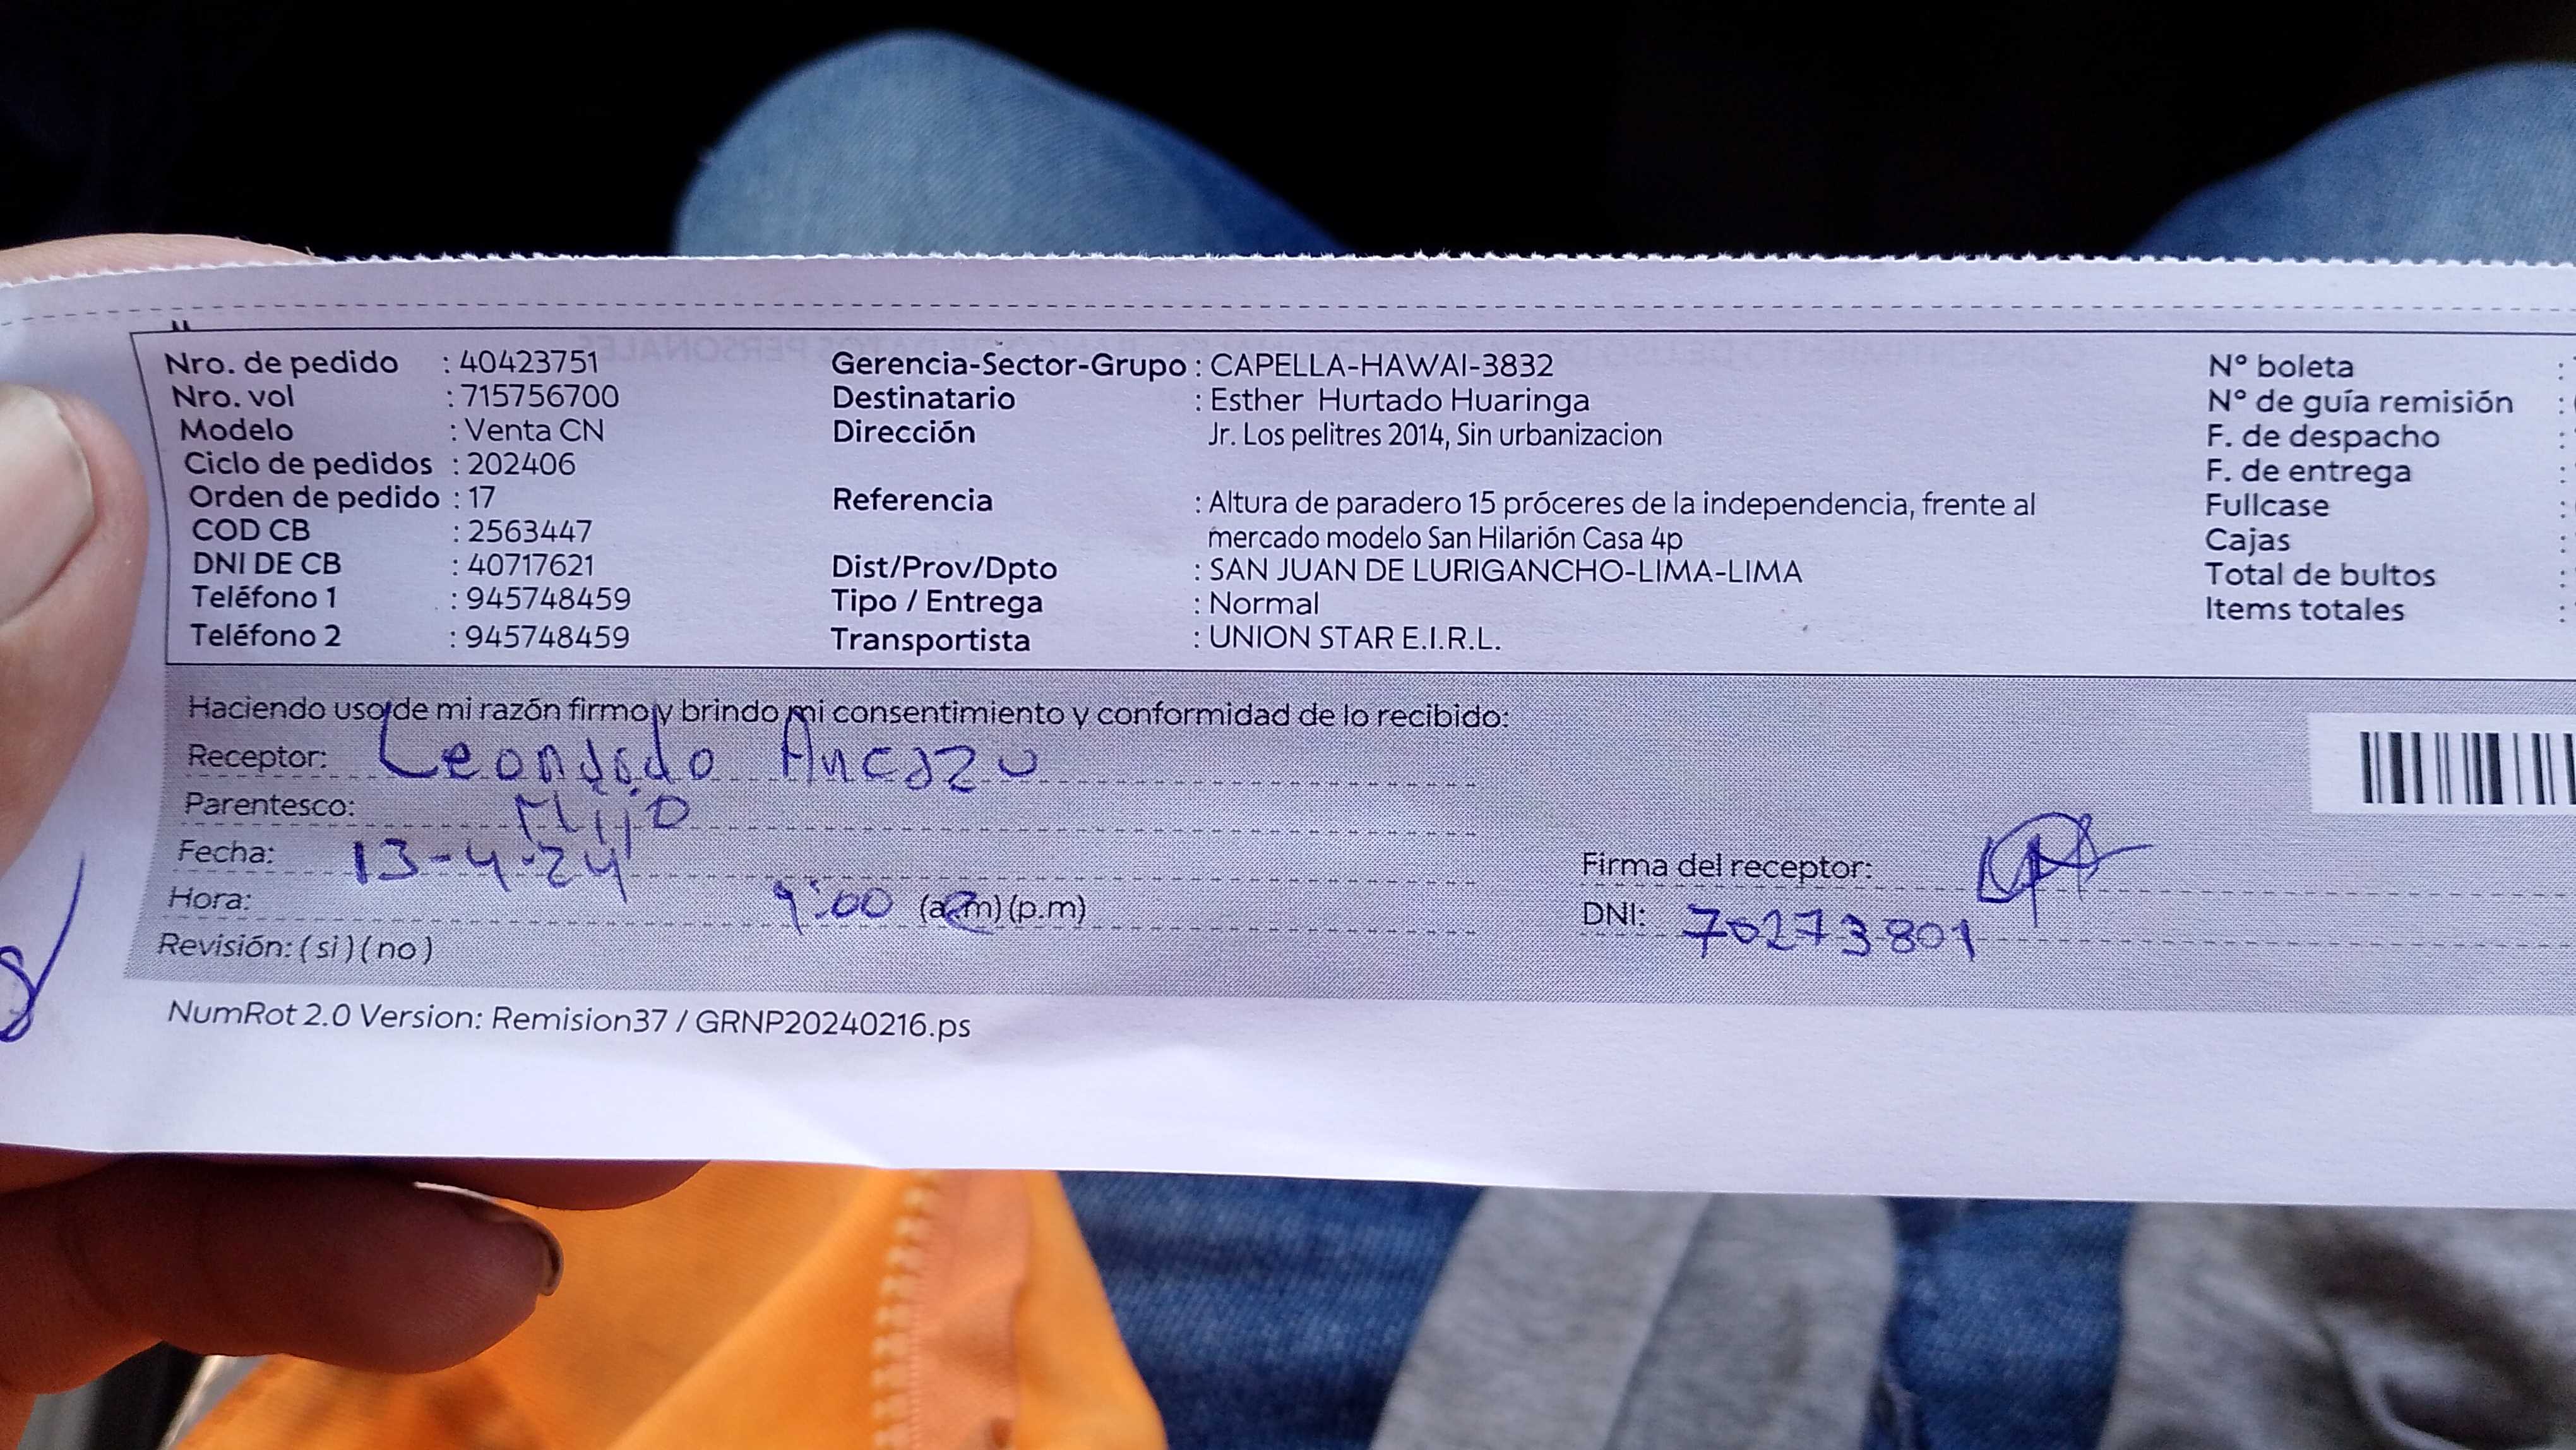 Nro. de pedido : 40423751
Nro. vol : 715756700
Modelo : Venta CN
Ciclo de pedidos : 202406
Orden de pedido : 17
COD CB : 2563447
DNI DE CB : 40717621
Teléfono 1 : 945748459
Teléfono 2 : 945748459
Gerencia-Sector-Grupo : CAPELLA-HAWAI-3832
Destinatario : Esther Hurtado Huaringa
Dirección Jr. Los pelitres 2014, Sin urbanizacion
Referencia : Altura de paradero 15 próceres de la independencia, frente al
mercado modelo San Hilarión Casa 4p
Dist/Prov/Dpto : SAN JUAN DE LURIGANCHO-LIMA-LIMA
Tipo / Entrega : Normal
Transportista : UNION STAR E.I.R.L.
N° boleta :
N° de guía remisión :
F. de despacho :
F. de entrega :
Fullcase :
Cajas :
Total de bultos :
Items totales :
Haciendo uso de mi razón firmo y brindo mi consentimiento y conformidad de lo recibido:
Receptor:
Parentesco: Hijo
Fecha: 13-4-24
Hora: 9:00 (a.m) (p.m)
Revisión: ( si ) ( no )
Firma del receptor:
DNI: 70273801
NumRot 2.0 Version: Remision37 / GRNP20240216.ps